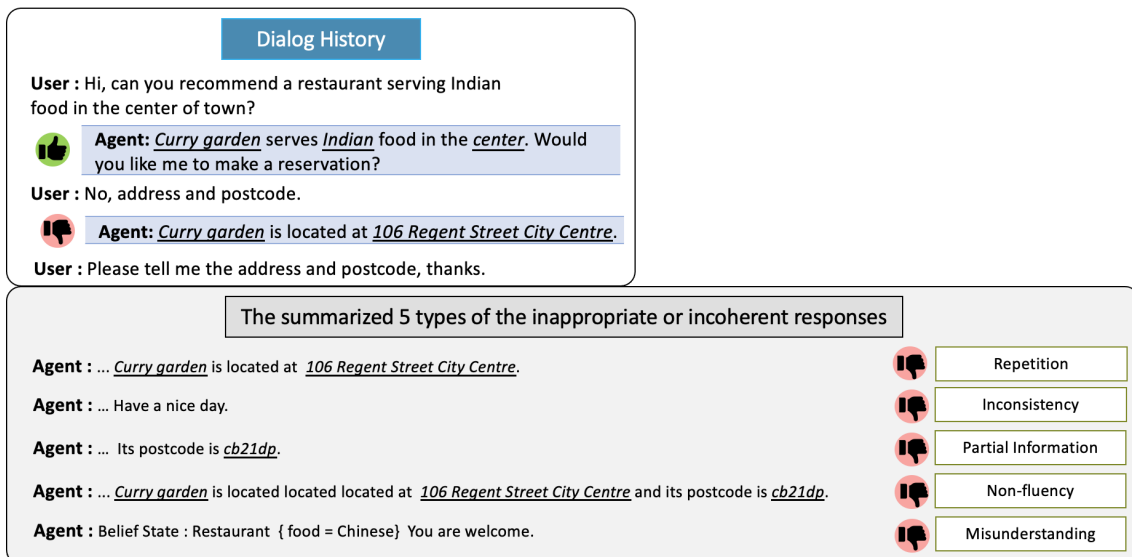 Dialog History
User : Hi, can you recommend a restaurant serving Indian
food in the center of town?
Agent: Curry garden serves Indian food in the center. Would
you like me to make a reservation?
User : No, address and postcode.
Agent: Curry garden is located at 106 Regent Street City Centre.
User : Please tell me the address and postcode, thanks.
The summarized 5 types of the inappropriate or incoherent responses
Agent : ... Curry garden is located at 106 Regent Street City Centre. Repetition
Agent : ... Have a nice day. Inconsistency
Agent : ... Its postcode is cb21dp. Partial Information
Agent : ... Curry garden is located located located at 106 Regent Street City Centre and its postcode is cb21dp. Non-fluency
Agent : Belief State : Restaurant { food = Chinese} You are welcome. Misunderstanding